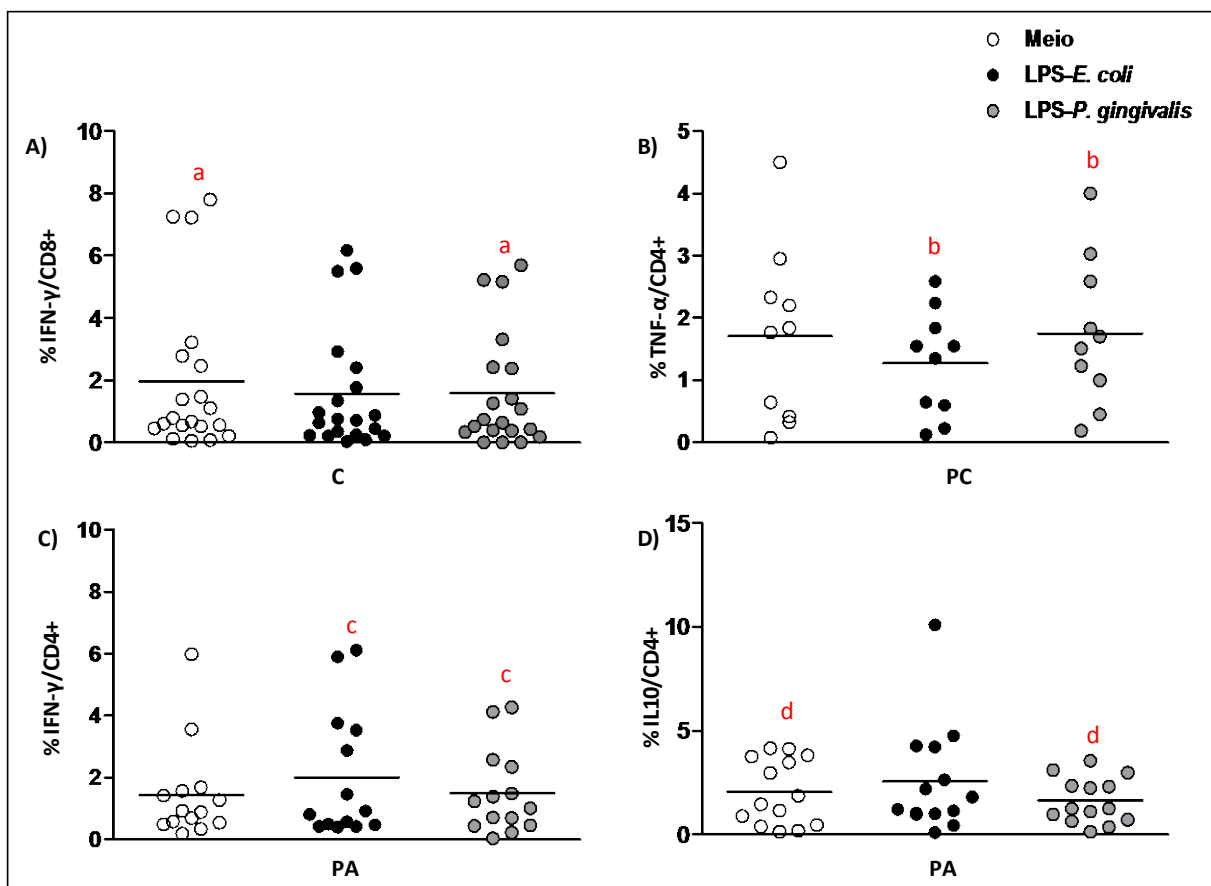 Meio
LPS-E. coli
LPS-P. gingivalis
A)
10
8
6
4
2
0
% IFN-γ/CD8+
a
a
C
B)
5
4
3
2
1
0
% TNF-α/CD4+
b
b
PC
C)
10
8
6
4
2
0
% IFN-γ/CD4+
c
c
PA
D)
15
10
5
0
% IL10/CD4+
d
d
PA